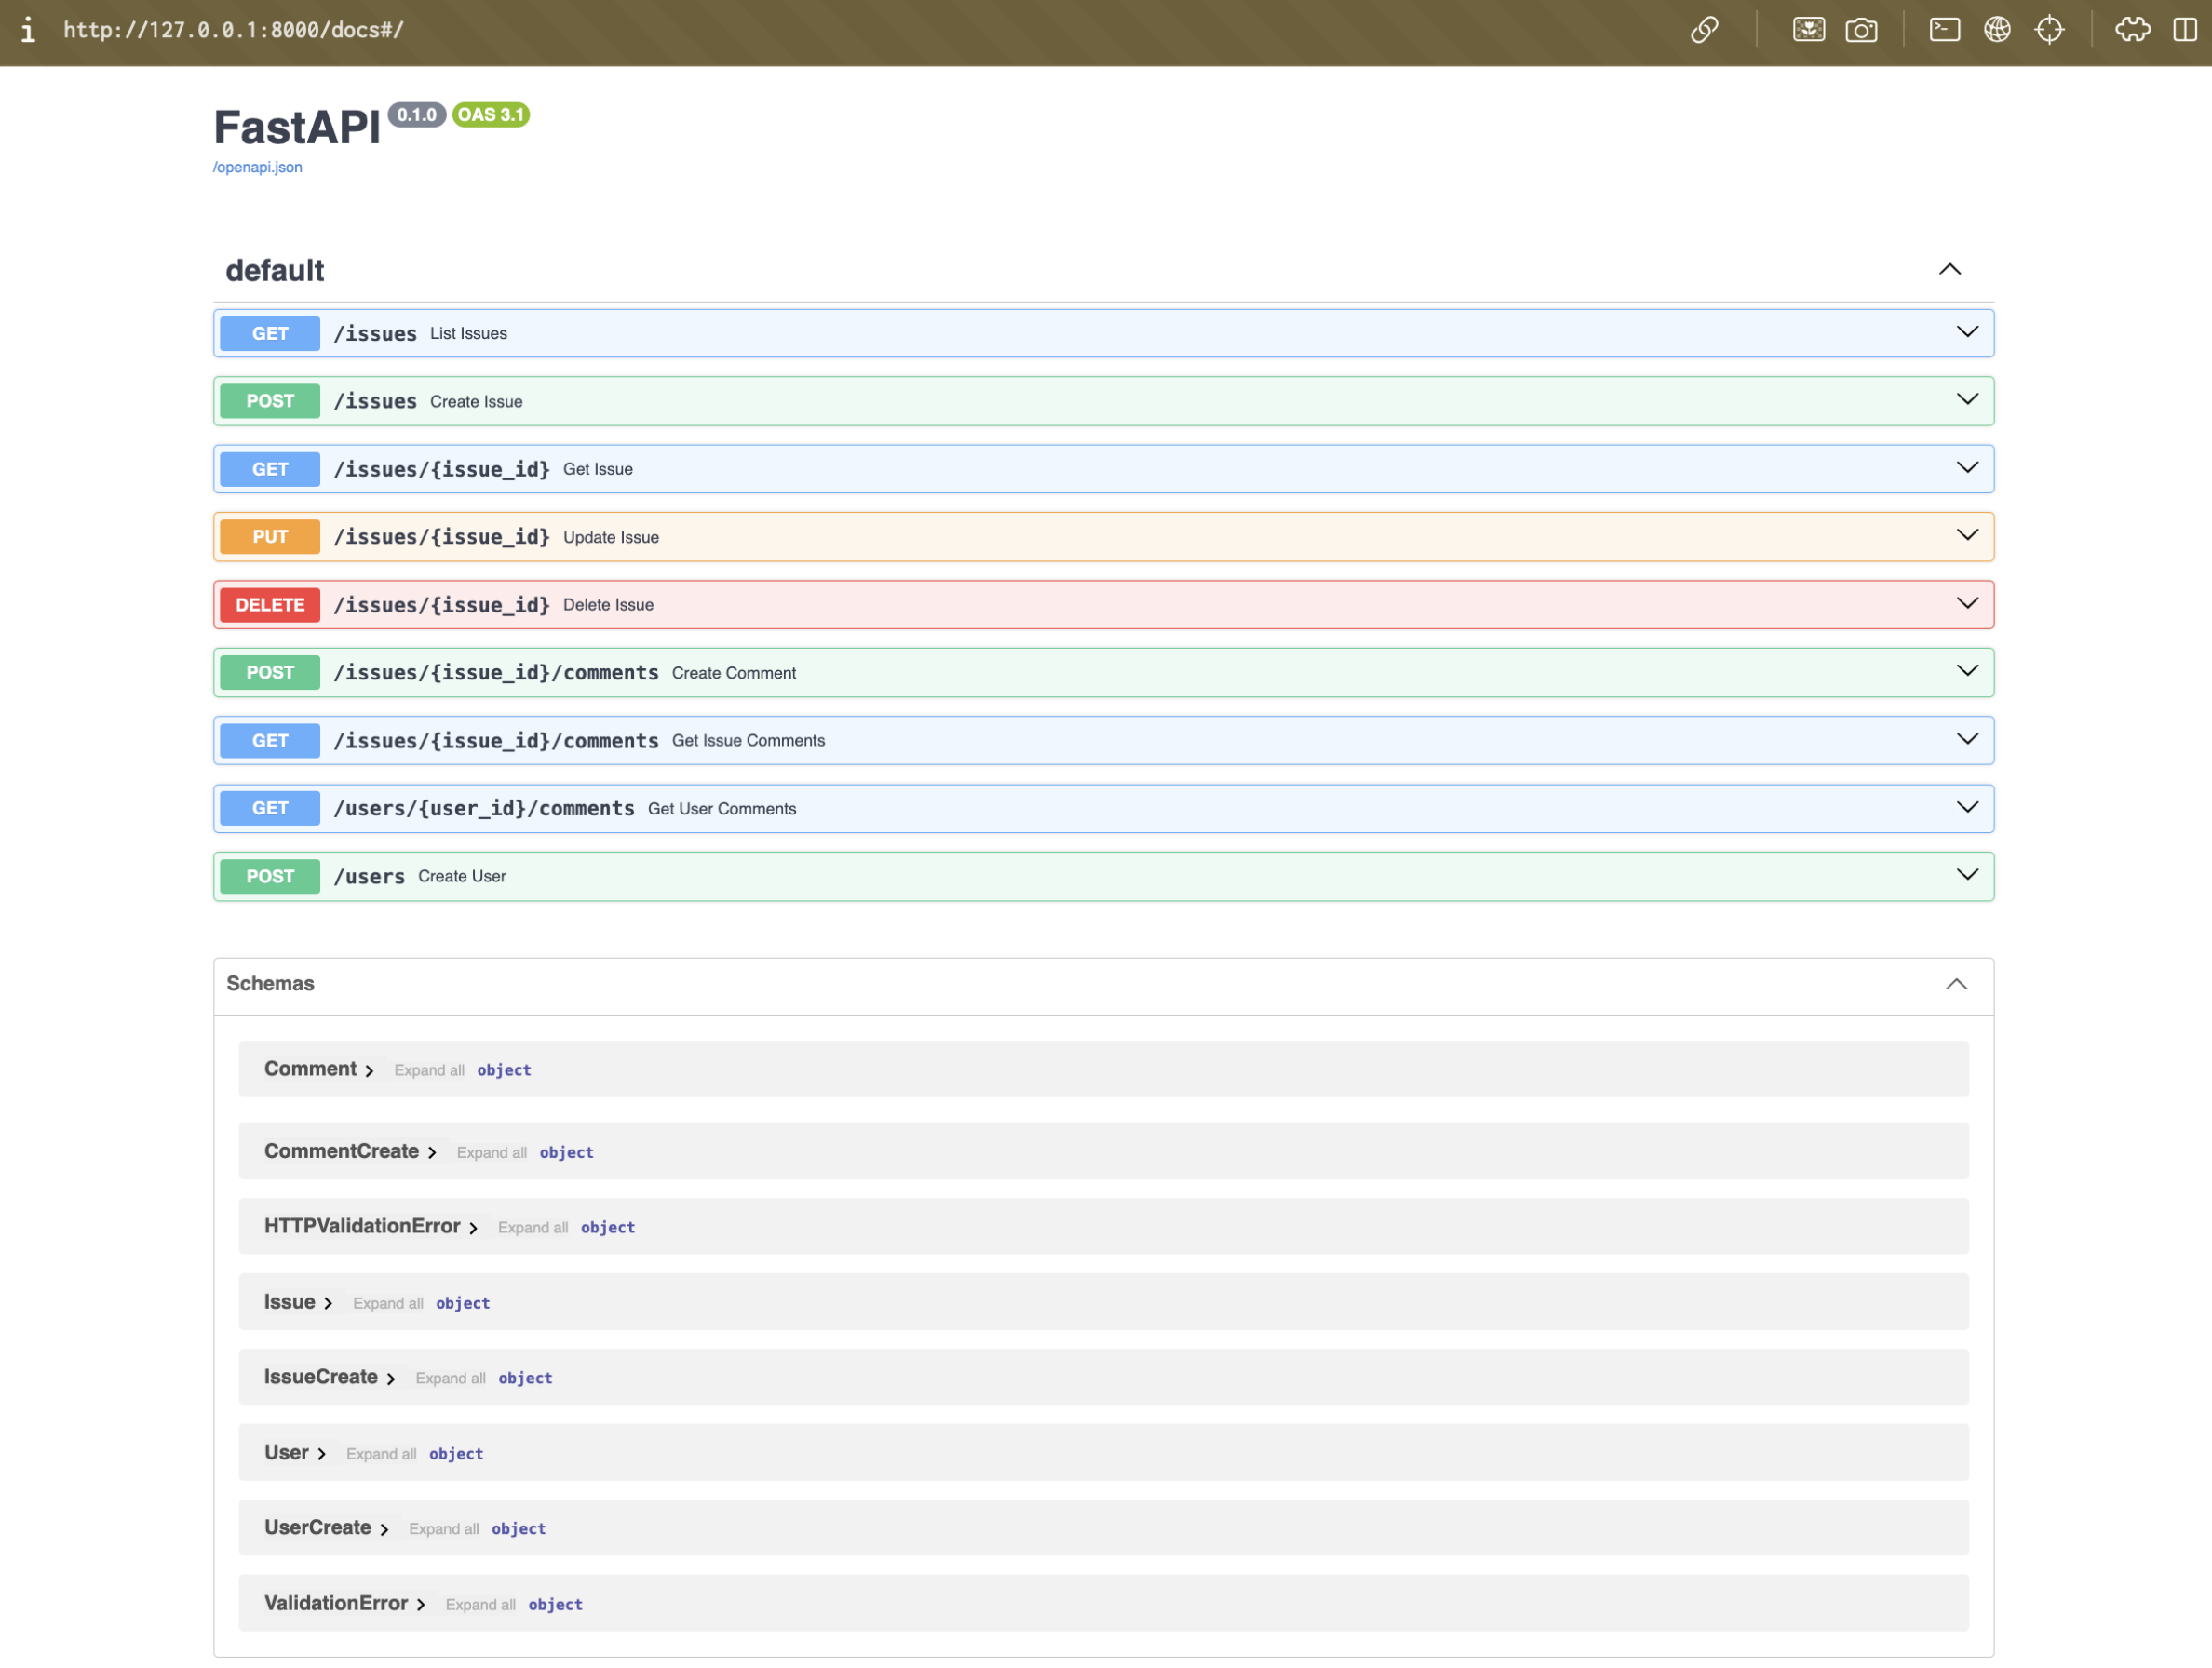 http://127.0.0.1:8000/docs#/
FastAPI 0.1.0 OAS 3.1
/openapi.json
default
GET /issues List Issues
POST /issues Create Issue
GET /issues/{issue_id} Get Issue
PUT /issues/{issue_id} Update Issue
DELETE /issues/{issue_id} Delete Issue
POST /issues/{issue_id}/comments Create Comment
GET /issues/{issue_id}/comments Get Issue Comments
GET /users/{user_id}/comments Get User Comments
POST /users Create User
Schemas
Comment Expand all object
CommentCreate Expand all object
HTTPValidationError Expand all object
Issue Expand all object
IssueCreate Expand all object
User Expand all object
UserCreate Expand all object
ValidationError Expand all object